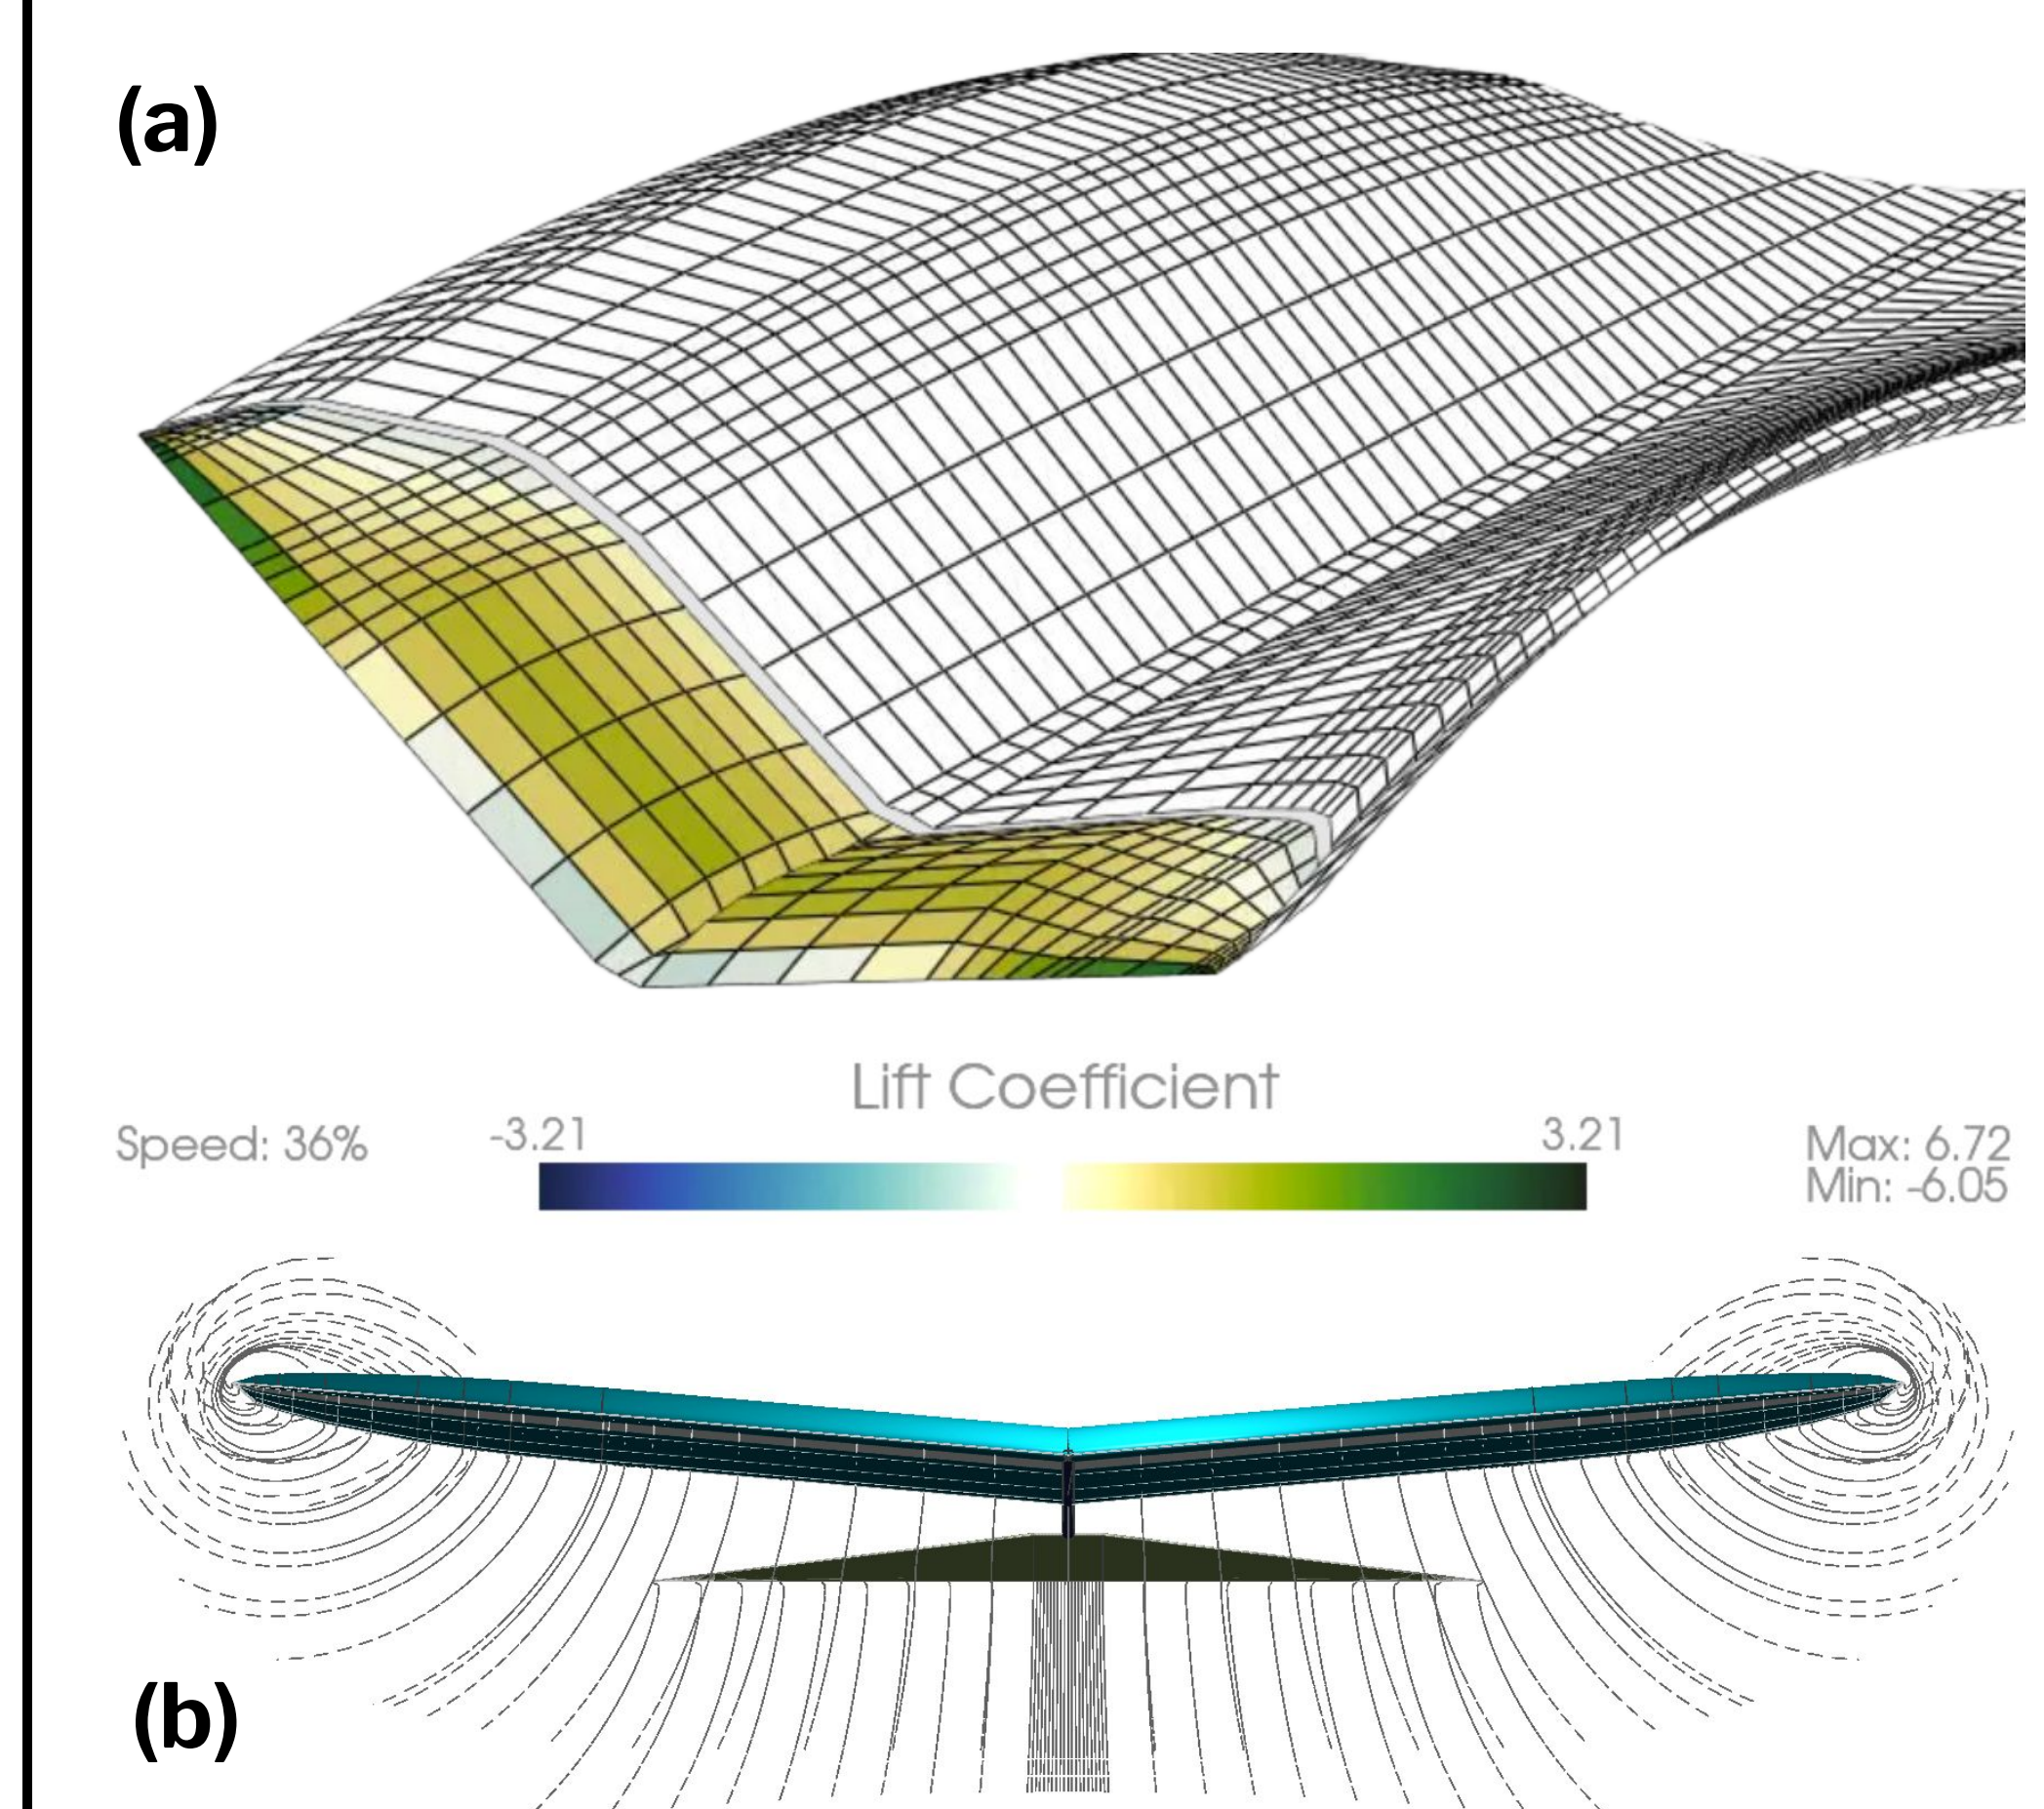 (a)
Lift Coefficient
Speed: 36%
-3.21
3.21
Max: 6.72
Min: -6.05
(b)